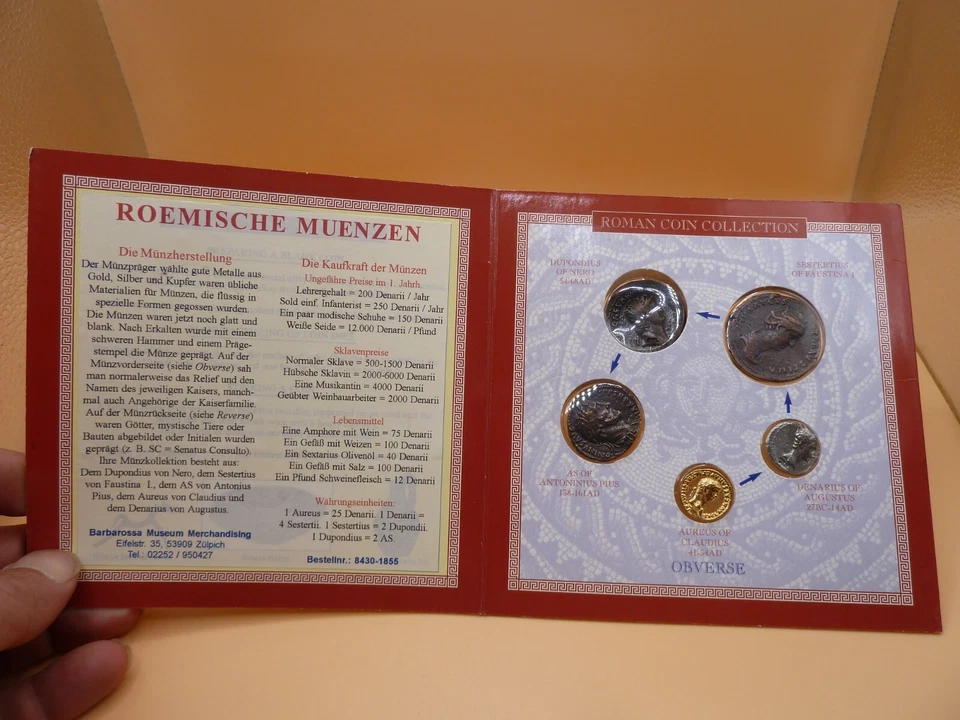 ROEMISCHE MUENZEN
Die Münzherstellung
Der Münzpräger wählte gute Metalle aus.
Gold, Silber und Kupfer waren übliche
Materialien für Münzen, die flüssig in
spezielle Formen gegossen wurden.
Die Münzen waren jetzt noch glatt und
blank. Nach Erkalten wurde mit einem
schweren Hammer und einem Präge-
stempel die Münze geprägt. Auf der
Münzvorderseite (siehe Obverse) sah
man normalerweise das Relief und den
Namen des jeweiligen Kaisers, manch-
mal auch Angehörige der Kaiserfamilie.
Auf der Münzrückseite (siehe Reverse)
waren Götter, mystische Tiere oder
Bauten abgebildet oder Initialen wurden
geprägt (z. B. SC = Senatus Consulto).
Ihre Münzkollektion besteht aus:
Dem Dupondius von Nero, dem Sestertius
von Faustina I., dem AS von Antonius
Pius, dem Aureus von Claudius und
dem Denarius von Augustus.
Barbarossa Museum Merchandising
Eifelstr. 35, 53909 Zülpich
Tel.: 02252 / 950427
Die Kaufkraft der Münzen
Ungefähre Preise im 1. Jahrh.
Lehrergehalt = 200 Denarii / Jahr
Sold einf. Infanterist = 250 Denarii / Jahr
Ein paar modische Schuhe = 150 Denarii
Weiße Seide = 12.000 Denarii / Pfund
Sklavenpreise
Normaler Sklave = 500-1500 Denarii
Hübsche Sklavin = 2000-6000 Denarii
Eine Musikantin = 4000 Denarii
Geübter Weinbauarbeiter = 2000 Denarii
Lebensmittel
Eine Amphore mit Wein = 75 Denarii
Ein Gefäß mit Weizen = 100 Denarii
Ein Sextarius Olivenöl = 40 Denarii
Ein Gefäß mit Salz = 100 Denarii
Ein Pfund Schweinefleisch = 12 Denarii
Währungseinheiten:
1 Aureus = 25 Denarii. 1 Denarii =
4 Sestertii. 1 Sestertius = 2 Dupondii.
1 Dupondius = 2 AS.
Bestellnr.: 8430-1855
ROMAN COIN COLLECTION
DUPONDIUS
OF NERO
54-68AD
SESTERTIUS
OF FAUSTINA I
AS OF
ANTONINUS PIUS
138-161AD
DENARIUS OF
AUGUSTUS
27BC-14AD
AUREUS OF
CLAUDIUS
41-54AD
OBVERSE